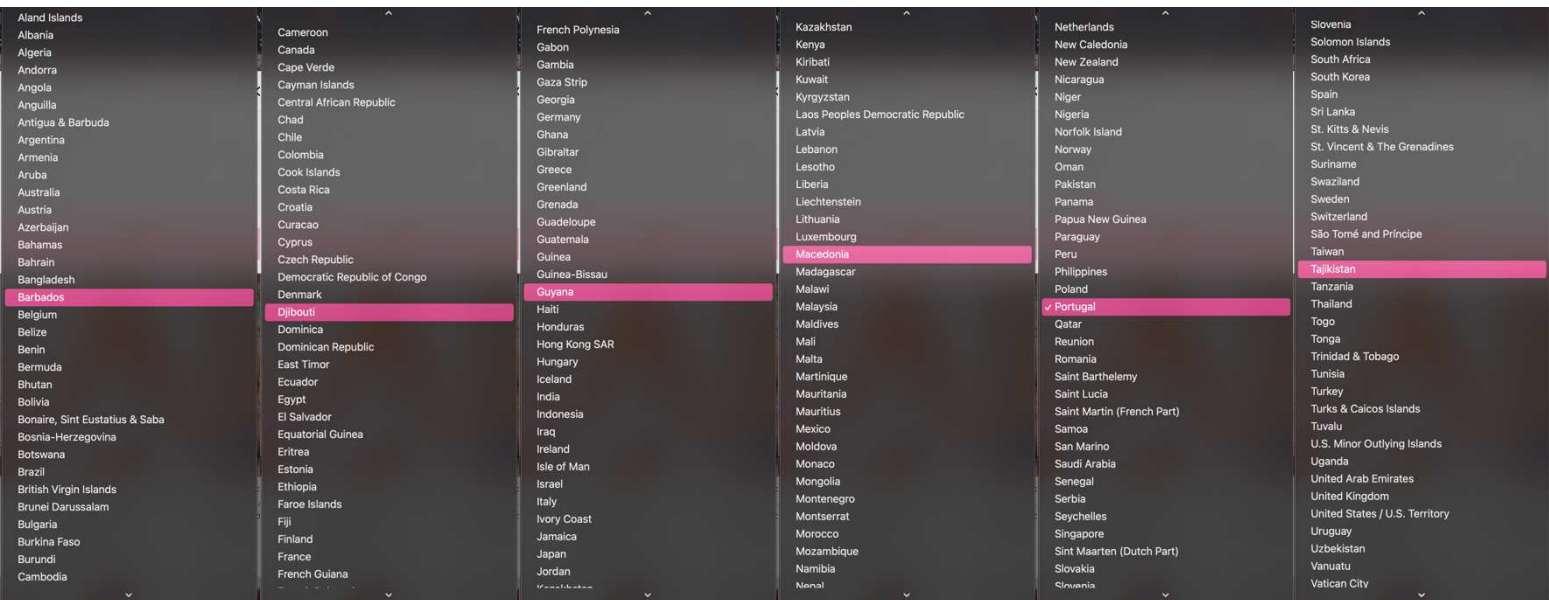 Aland Islands
Albania
Algeria
Andorra
Angola
Anguilla
Antigua & Barbuda
Argentina
Armenia
Aruba
Australia
Austria
Azerbaijan
Bahamas
Bahrain
Bangladesh
Barbados
Belgium
Belize
Benin
Bermuda
Bhutan
Bolivia
Bonaire, Sint Eustatius & Saba
Bosnia-Herzegovina
Botswana
Brazil
British Virgin Islands
Brunei Darussalam
Bulgaria
Burkina Faso
Burundi
Cambodia
Cameroon
Canada
Cape Verde
Cayman Islands
Central African Republic
Chad
Chile
Colombia
Cook Islands
Costa Rica
Croatia
Curacao
Cyprus
Czech Republic
Democratic Republic of Congo
Denmark
Djibouti
Dominica
Dominican Republic
East Timor
Ecuador
Egypt
El Salvador
Equatorial Guinea
Eritrea
Estonia
Ethiopia
Faroe Islands
Fiji
Finland
France
French Guiana
French Polynesia
Gabon
Gambia
Gaza Strip
Georgia
Germany
Ghana
Gibraltar
Greece
Greenland
Grenada
Guadeloupe
Guatemala
Guinea
Guinea-Bissau
Guyana
Haiti
Honduras
Hong Kong SAR
Hungary
Iceland
India
Indonesia
Iraq
Ireland
Isle of Man
Israel
Italy
Ivory Coast
Jamaica
Japan
Jordan
Kazakhstan
Kazakhstan
Kenya
Kiribati
Kuwait
Kyrgyzstan
Laos Peoples Democratic Republic
Latvia
Lebanon
Lesotho
Liberia
Liechtenstein
Lithuania
Luxembourg
Macedonia
Madagascar
Malawi
Malaysia
Maldives
Mali
Malta
Martinique
Mauritania
Mauritius
Mexico
Moldova
Monaco
Mongolia
Montenegro
Montserrat
Morocco
Mozambique
Namibia
Nepal
Netherlands
New Caledonia
New Zealand
Nicaragua
Niger
Nigeria
Norfolk Island
Norway
Oman
Pakistan
Panama
Papua New Guinea
Paraguay
Peru
Philippines
Poland
✓ Portugal
Qatar
Reunion
Romania
Saint Barthelemy
Saint Lucia
Saint Martin (French Part)
Samoa
San Marino
Saudi Arabia
Senegal
Serbia
Seychelles
Singapore
Sint Maarten (Dutch Part)
Slovakia
Slovenia
Slovenia
Solomon Islands
South Africa
South Korea
Spain
Sri Lanka
St. Kitts & Nevis
St. Vincent & The Grenadines
Suriname
Swaziland
Sweden
Switzerland
São Tomé and Príncipe
Taiwan
Tajikistan
Tanzania
Thailand
Togo
Tonga
Trinidad & Tobago
Tunisia
Turkey
Turks & Caicos Islands
Tuvalu
U.S. Minor Outlying Islands
Uganda
United Arab Emirates
United Kingdom
United States / U.S. Territory
Uruguay
Uzbekistan
Vanuatu
Vatican City